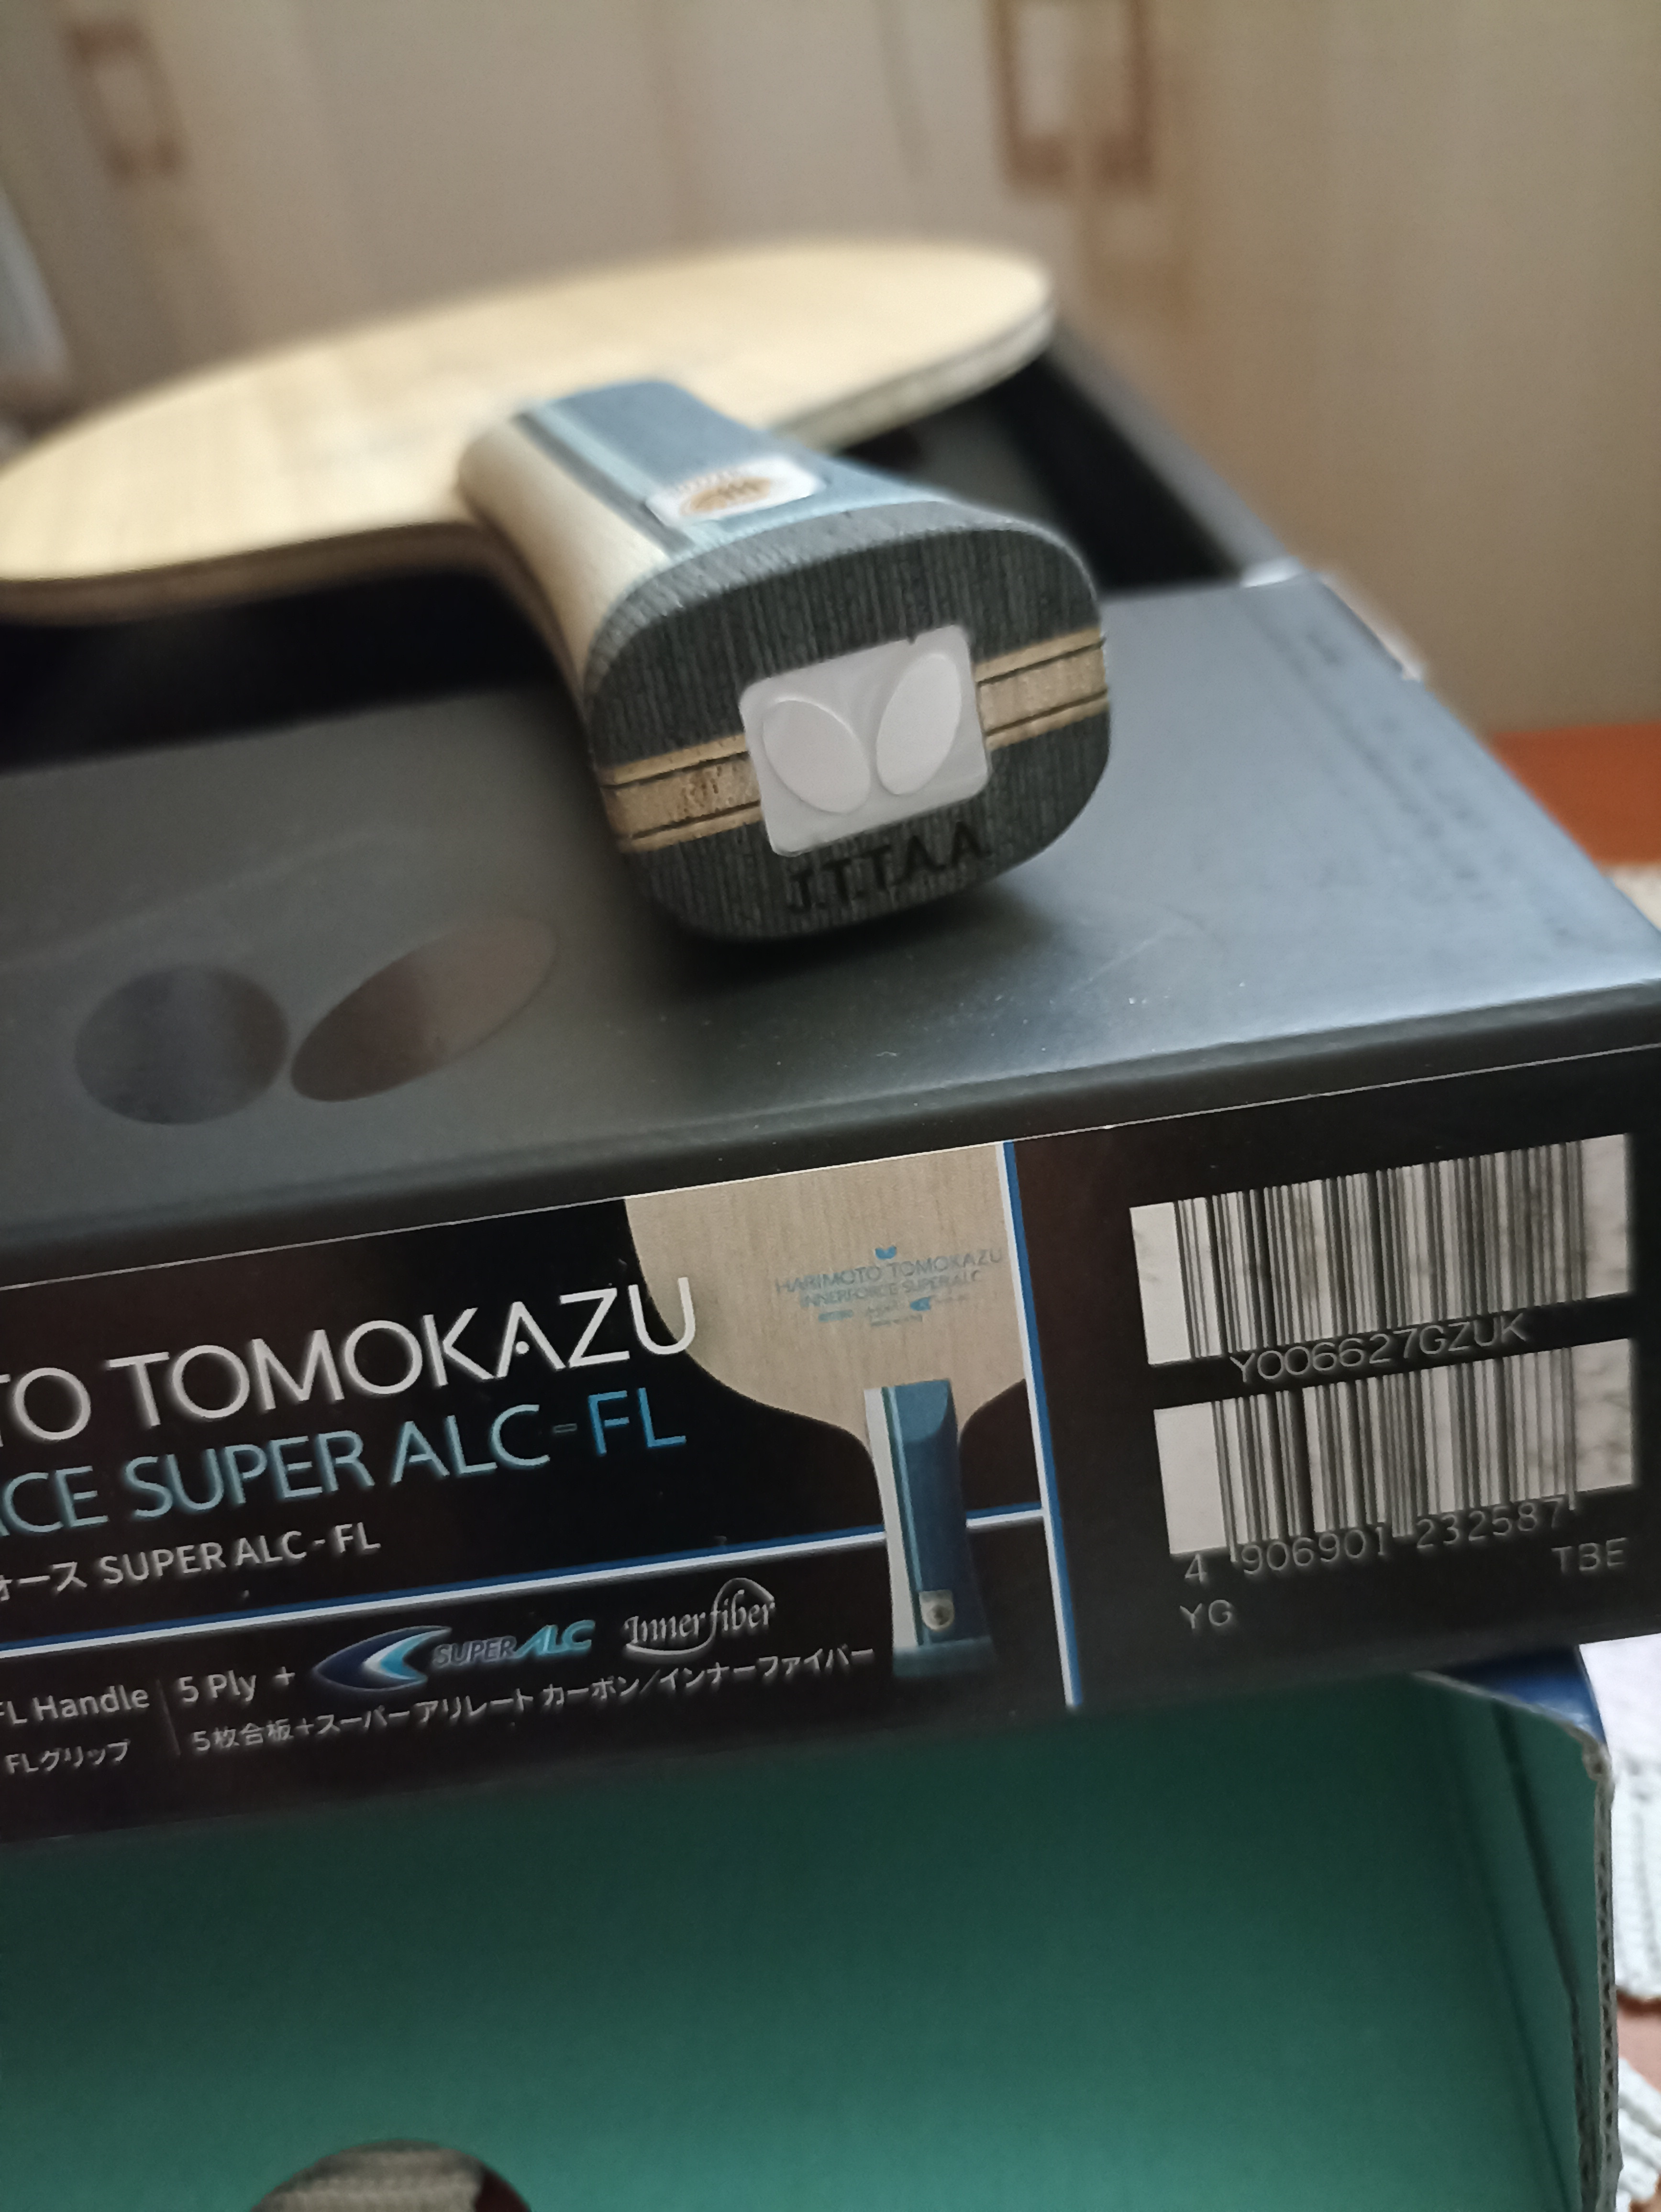 J.T.T.A.A
TO TOMOKAZU
CE SUPER ALC-FL
ォース SUPER ALC-FL
FL Handle
FLグリップ
5 Ply + SUPER ALC Innerfiber
5枚合板+スーパーアリレート カーボン/インナーファイバー
HARIMOTO TOMOKAZU
INNERFORCE SUPER ALC
Y006627GZUK
4 906901 232587
YG
TBE